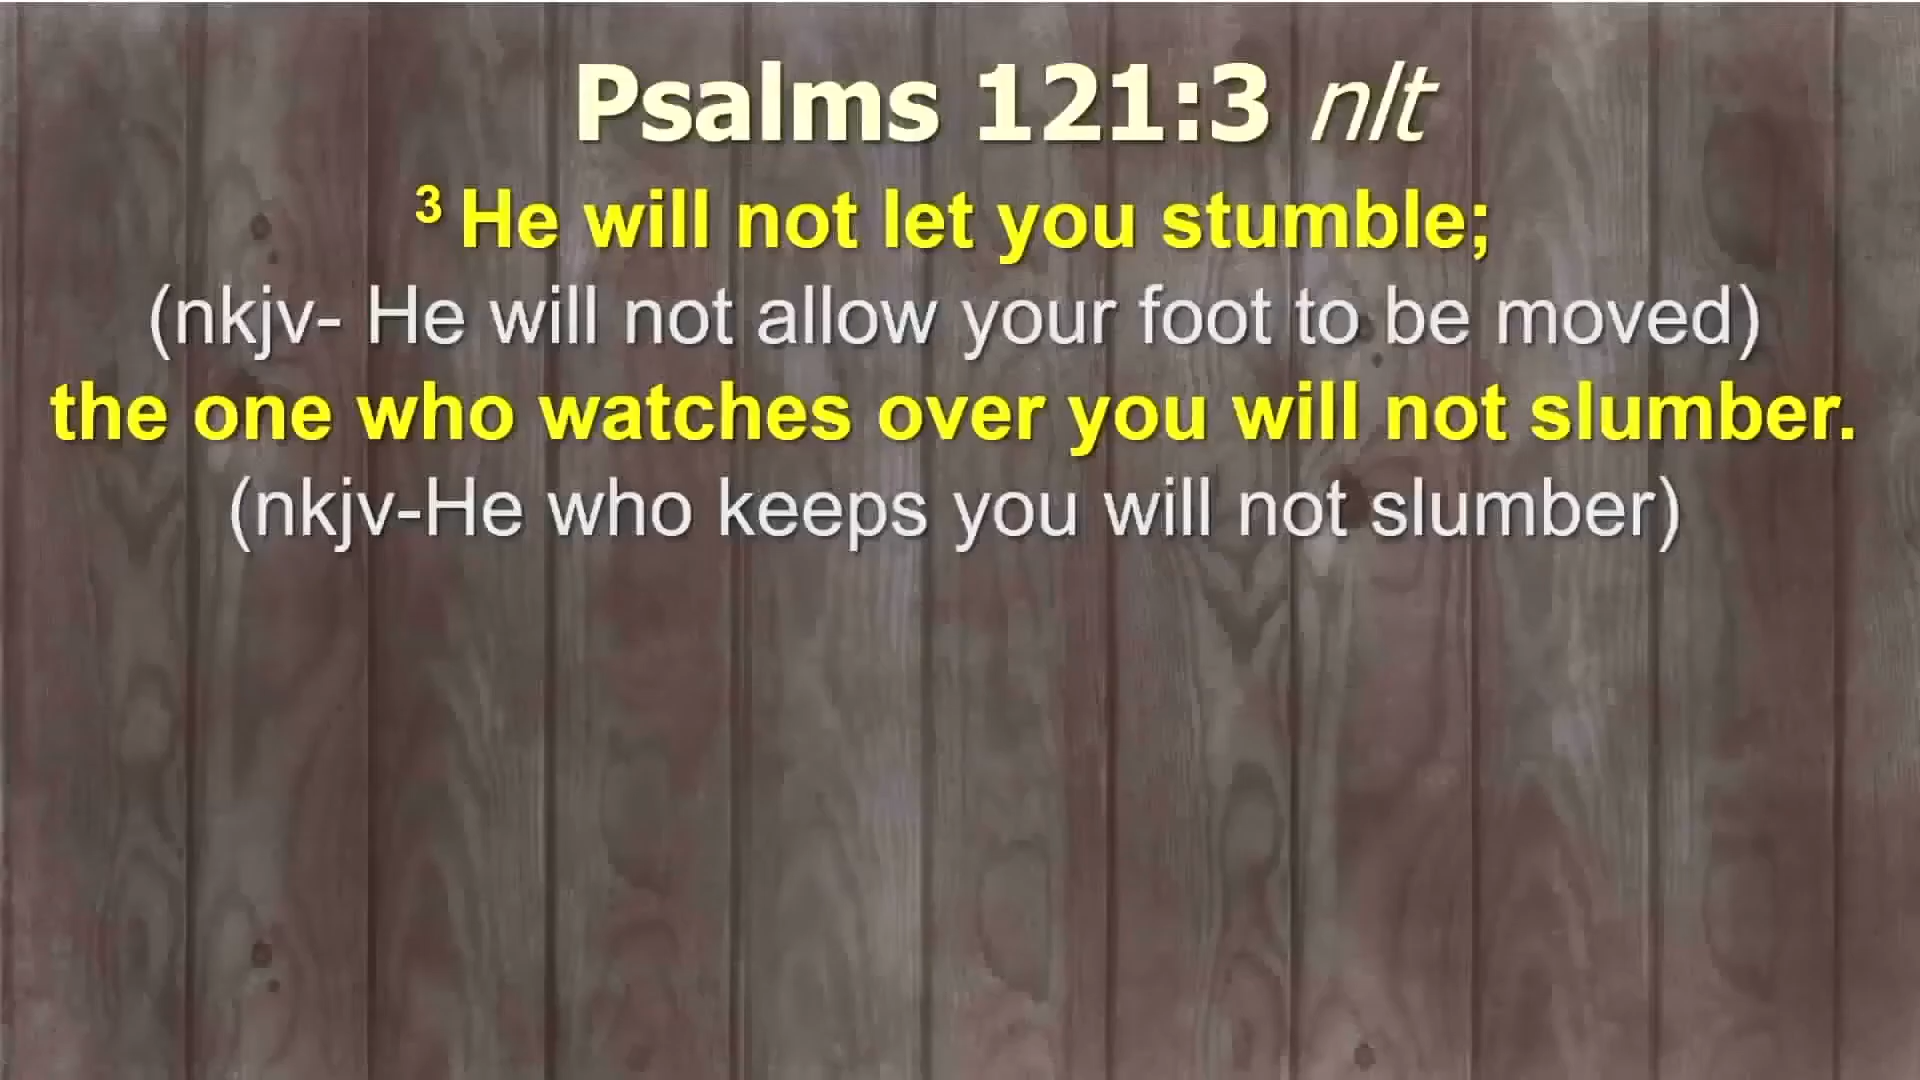 Psalms 121:3 nlt
3 He will not let you stumble;
(nkjv- He will not allow your foot to be moved)
the one who watches over you will not slumber.
(nkjv-He who keeps you will not slumber)